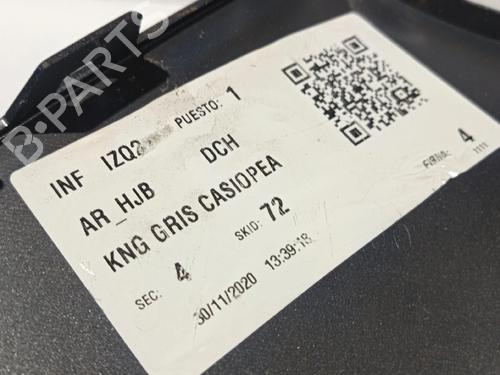 INF IZQ PUESTO: 1
AR_HJB DCH
KNG GRIS CASIOPEA
SEC: 4 SKID: 72
30/11/2020 13:39:18
FIRMA: 4
1111
B-PARTS